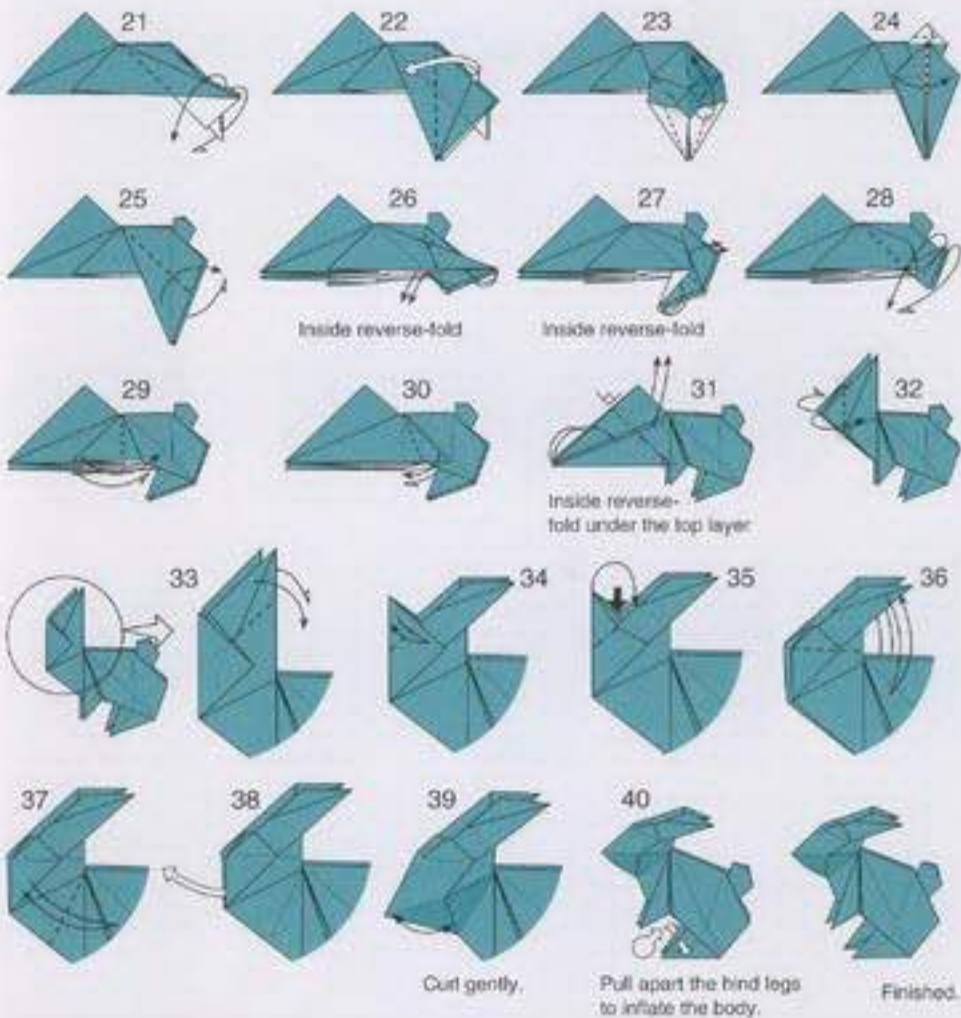 21 22 23 24
25 26 27 28
Inside reverse-fold Inside reverse-fold
29 30 31 32
Inside reverse-
fold under the top layer
33 34 35 36
37 38 39 40
Curl gently. Pull apart the hind legs
to inflate the body. Finished.